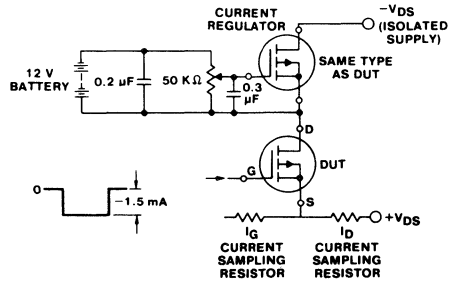 CURRENT
REGULATOR
−VDS
(ISOLATED
SUPPLY)
SAME TYPE
AS DUT
12 V
BATTERY
0.2 µF
50 KΩ
0.3
µF
D
DUT
G
S
0
−1.5 mA
+VDS
IG
CURRENT
SAMPLING
RESISTOR
ID
CURRENT
SAMPLING
RESISTOR